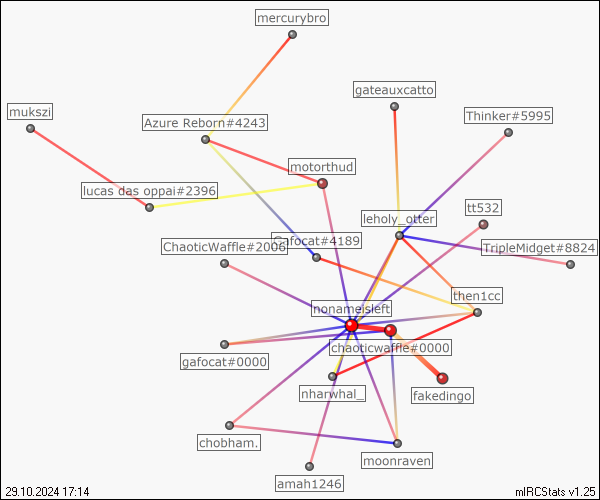 mercurybro
gateauxcatto
mukszi
Azure Reborn#4243
Thinker#5995
motorthud
lucas das oppai#2396
tt532
leholy_otter
Gafocat#4189
ChaoticWaffle#2006
TripleMidget#8824
then1cc
nonameisleft
chaoticwaffle#0000
gafocat#0000
nharwhal_
fakedingo
chobham.
moonraven
amah1246
29.10.2024 17:14
mIRCStats v1.25